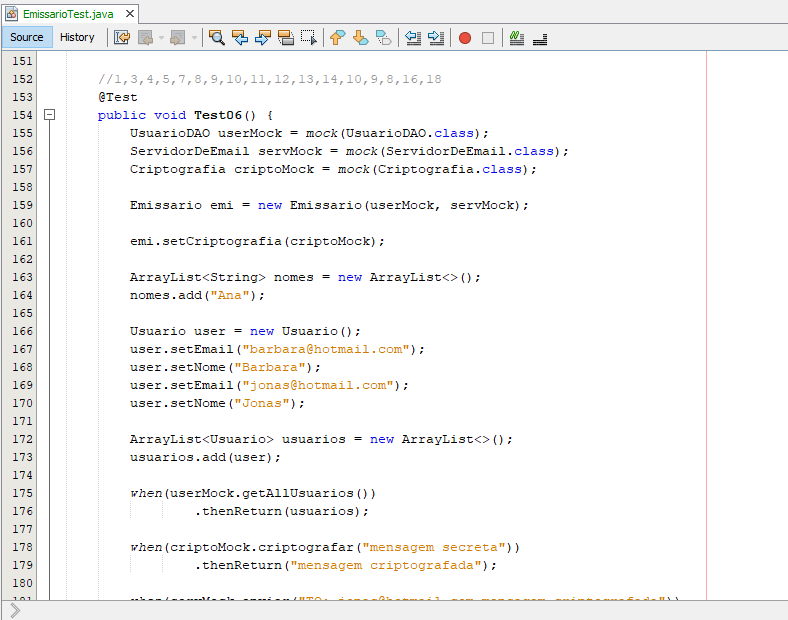 EmissarioTest.java
Source History
151
152 //1,3,4,5,7,8,9,10,11,12,13,14,10,9,8,16,18
153 @Test
154 public void Test06() {
155 UsuarioDAO userMock = mock(UsuarioDAO.class);
156 ServidorDeEmail servMock = mock(ServidorDeEmail.class);
157 Criptografia criptoMock = mock(Criptografia.class);
158
159 Emissario emi = new Emissario(userMock, servMock);
160
161 emi.setCriptografia(criptoMock);
162
163 ArrayList<String> nomes = new ArrayList<>();
164 nomes.add("Ana");
165
166 Usuario user = new Usuario();
167 user.setEmail("barbara@hotmail.com");
168 user.setNome("Barbara");
169 user.setEmail("jonas@hotmail.com");
170 user.setNome("Jonas");
171
172 ArrayList<Usuario> usuarios = new ArrayList<>();
173 usuarios.add(user);
174
175 when(userMock.getAllUsuarios())
176 .thenReturn(usuarios);
177
178 when(criptoMock.criptografar("mensagem secreta"))
179 .thenReturn("mensagem criptografada");
180